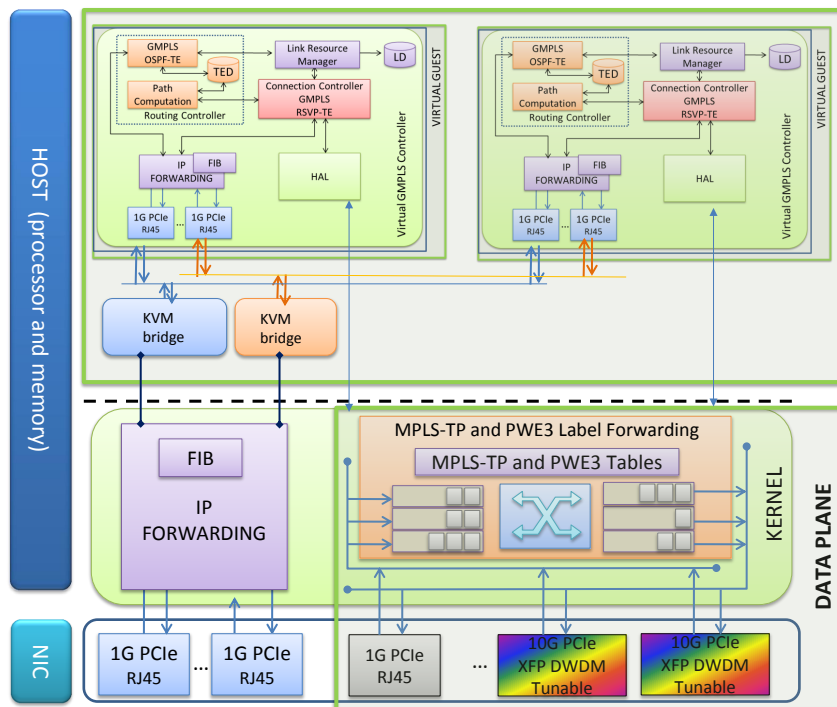 HOST (processor and memory)
GMPLS
OSPF-TE
TED
Path
Computation
Routing Controller
Link Resource
Manager
LD
Connection Controller
GMPLS
RSVP-TE
IP
FIB
FORWARDING
HAL
1G PCIe
RJ45
...
1G PCIe
RJ45
Virtual GMPLS Controller
VIRTUAL GUEST
GMPLS
OSPF-TE
TED
Path
Computation
Routing Controller
Link Resource
Manager
LD
Connection Controller
GMPLS
RSVP-TE
IP
FIB
FORWARDING
HAL
1G PCIe
RJ45
...
1G PCIe
RJ45
Virtual GMPLS Controller
VIRTUAL GUEST
KVM
bridge
KVM
bridge
FIB
IP
FORWARDING
MPLS-TP and PWE3 Label Forwarding
MPLS-TP and PWE3 Tables
KERNEL
DATA PLANE
NIC
1G PCIe
RJ45
...
1G PCIe
RJ45
1G PCIe
RJ45
...
10G PCIe
XFP DWDM
Tunable
10G PCIe
XFP DWDM
Tunable